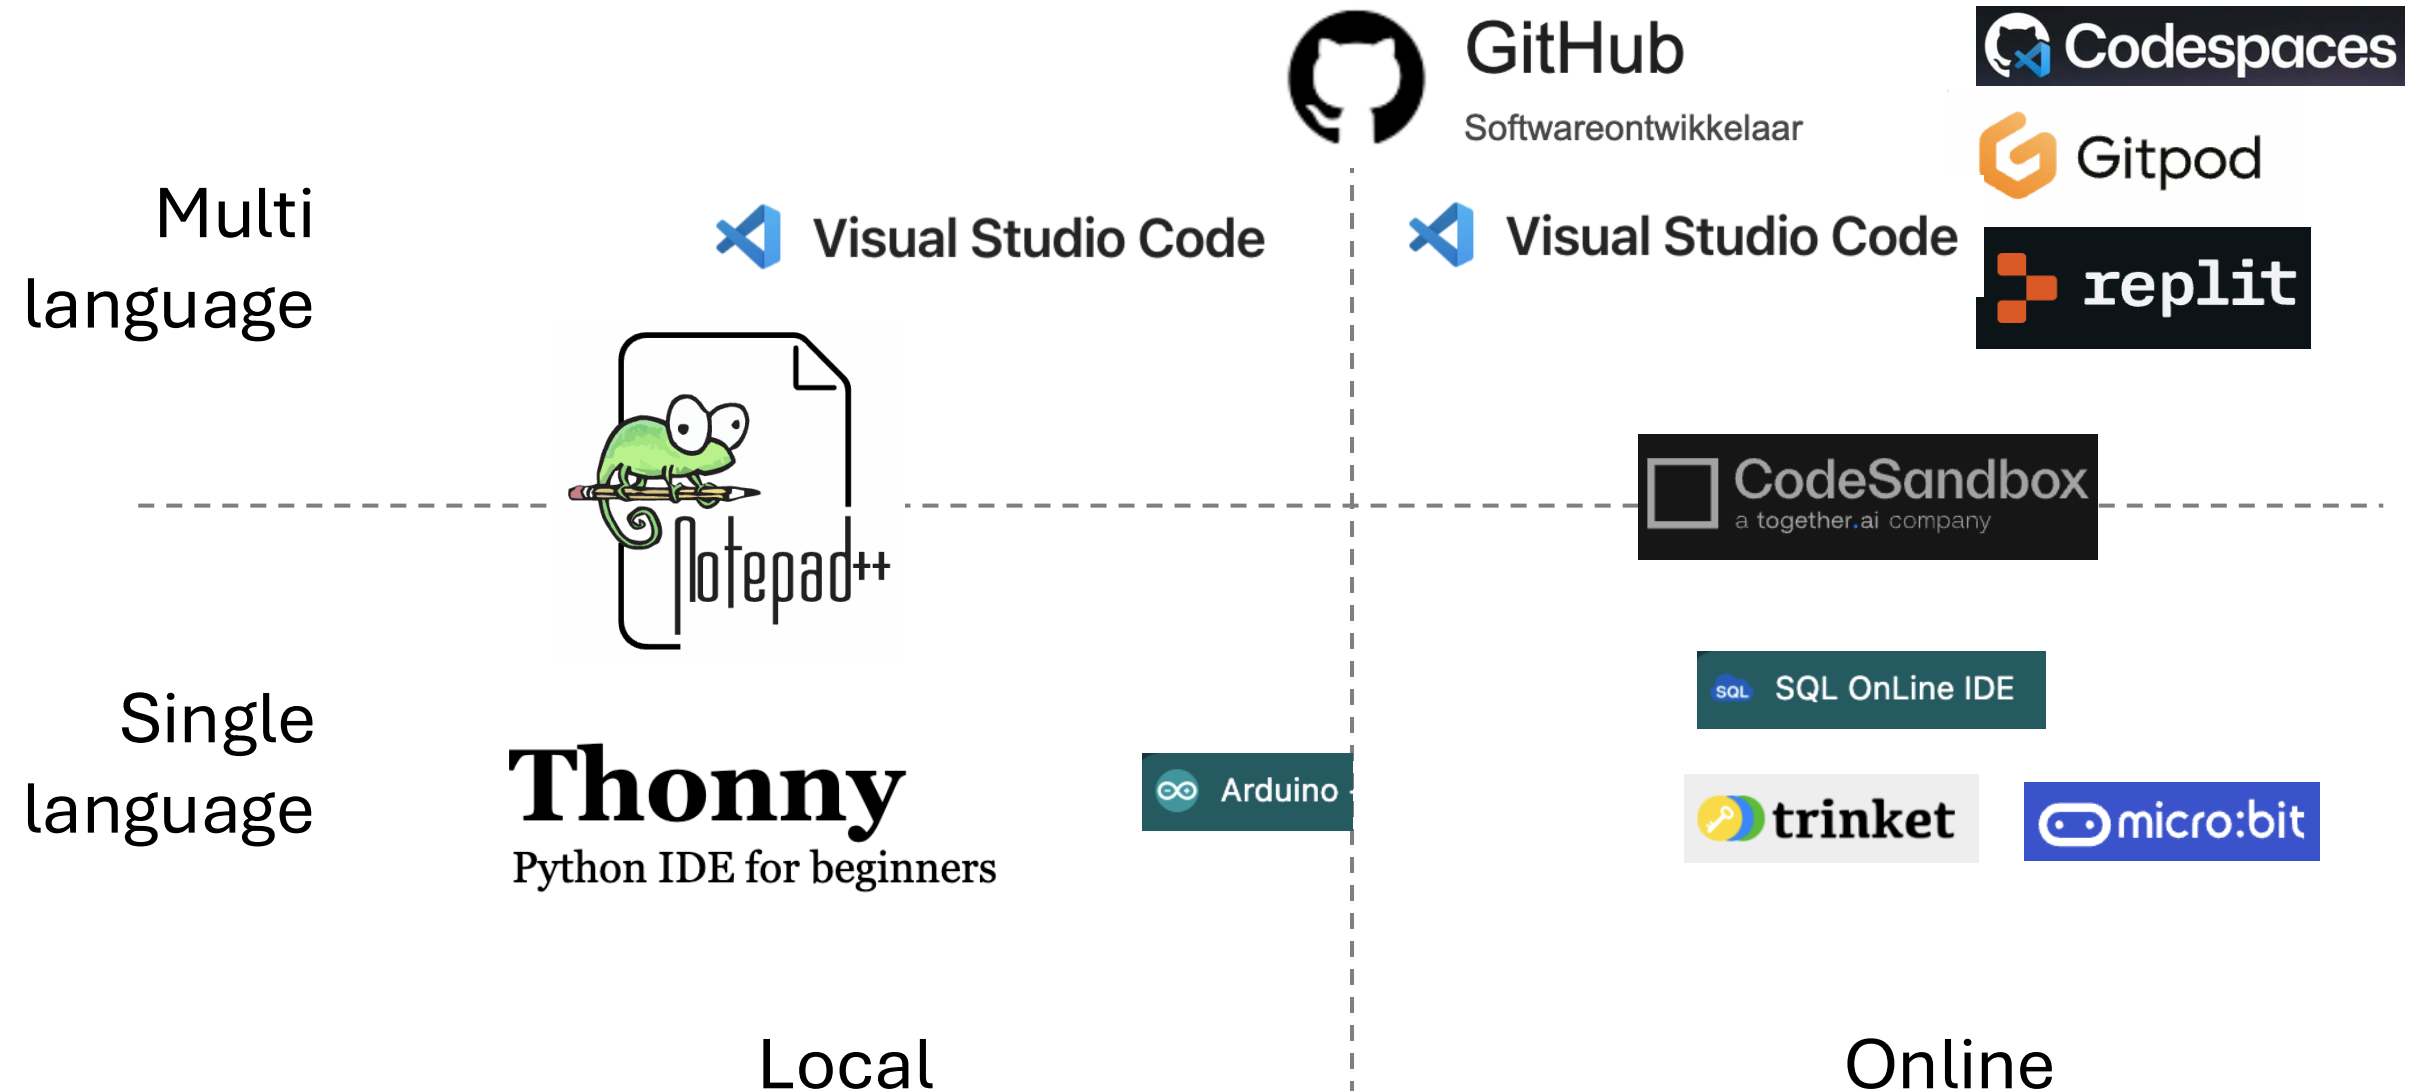 GitHub
Softwareontwikkelaar
Codespaces
Gitpod
Multi
language
Visual Studio Code
Visual Studio Code
replit
Notepad++
CodeSandbox
a together.ai company
SQL
SQL OnLine IDE
Single
language
Thonny
Python IDE for beginners
Arduino
trinket
micro:bit
Local
Online